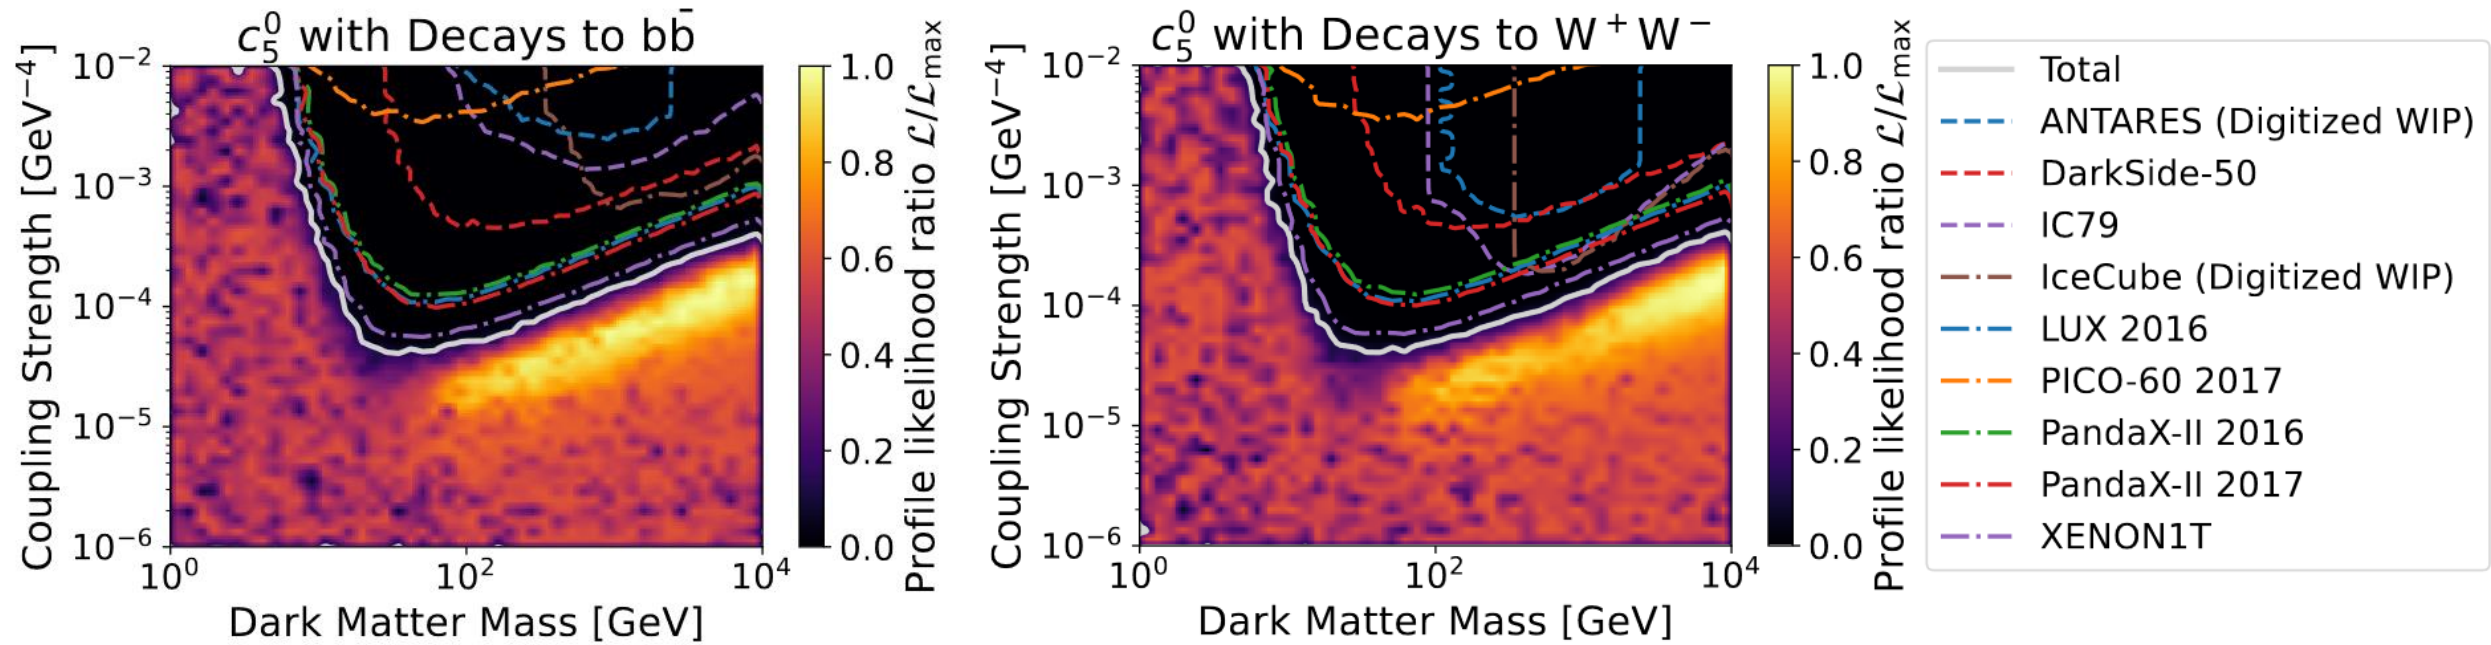 c₅⁰ with Decays to bb̄
Coupling Strength [GeV⁻⁴]
10⁻²
10⁻³
10⁻⁴
10⁻⁵
10⁻⁶
10⁰
10²
10⁴
Dark Matter Mass [GeV]
1.0
0.8
0.6
0.4
0.2
0.0
Profile likelihood ratio ℒ/ℒmax
c₅⁰ with Decays to W⁺W⁻
Coupling Strength [GeV⁻⁴]
10⁻²
10⁻³
10⁻⁴
10⁻⁵
10⁻⁶
10⁰
10²
10⁴
Dark Matter Mass [GeV]
1.0
0.8
0.6
0.4
0.2
0.0
Profile likelihood ratio ℒ/ℒmax
Total
ANTARES (Digitized WIP)
DarkSide-50
IC79
IceCube (Digitized WIP)
LUX 2016
PICO-60 2017
PandaX-II 2016
PandaX-II 2017
XENON1T